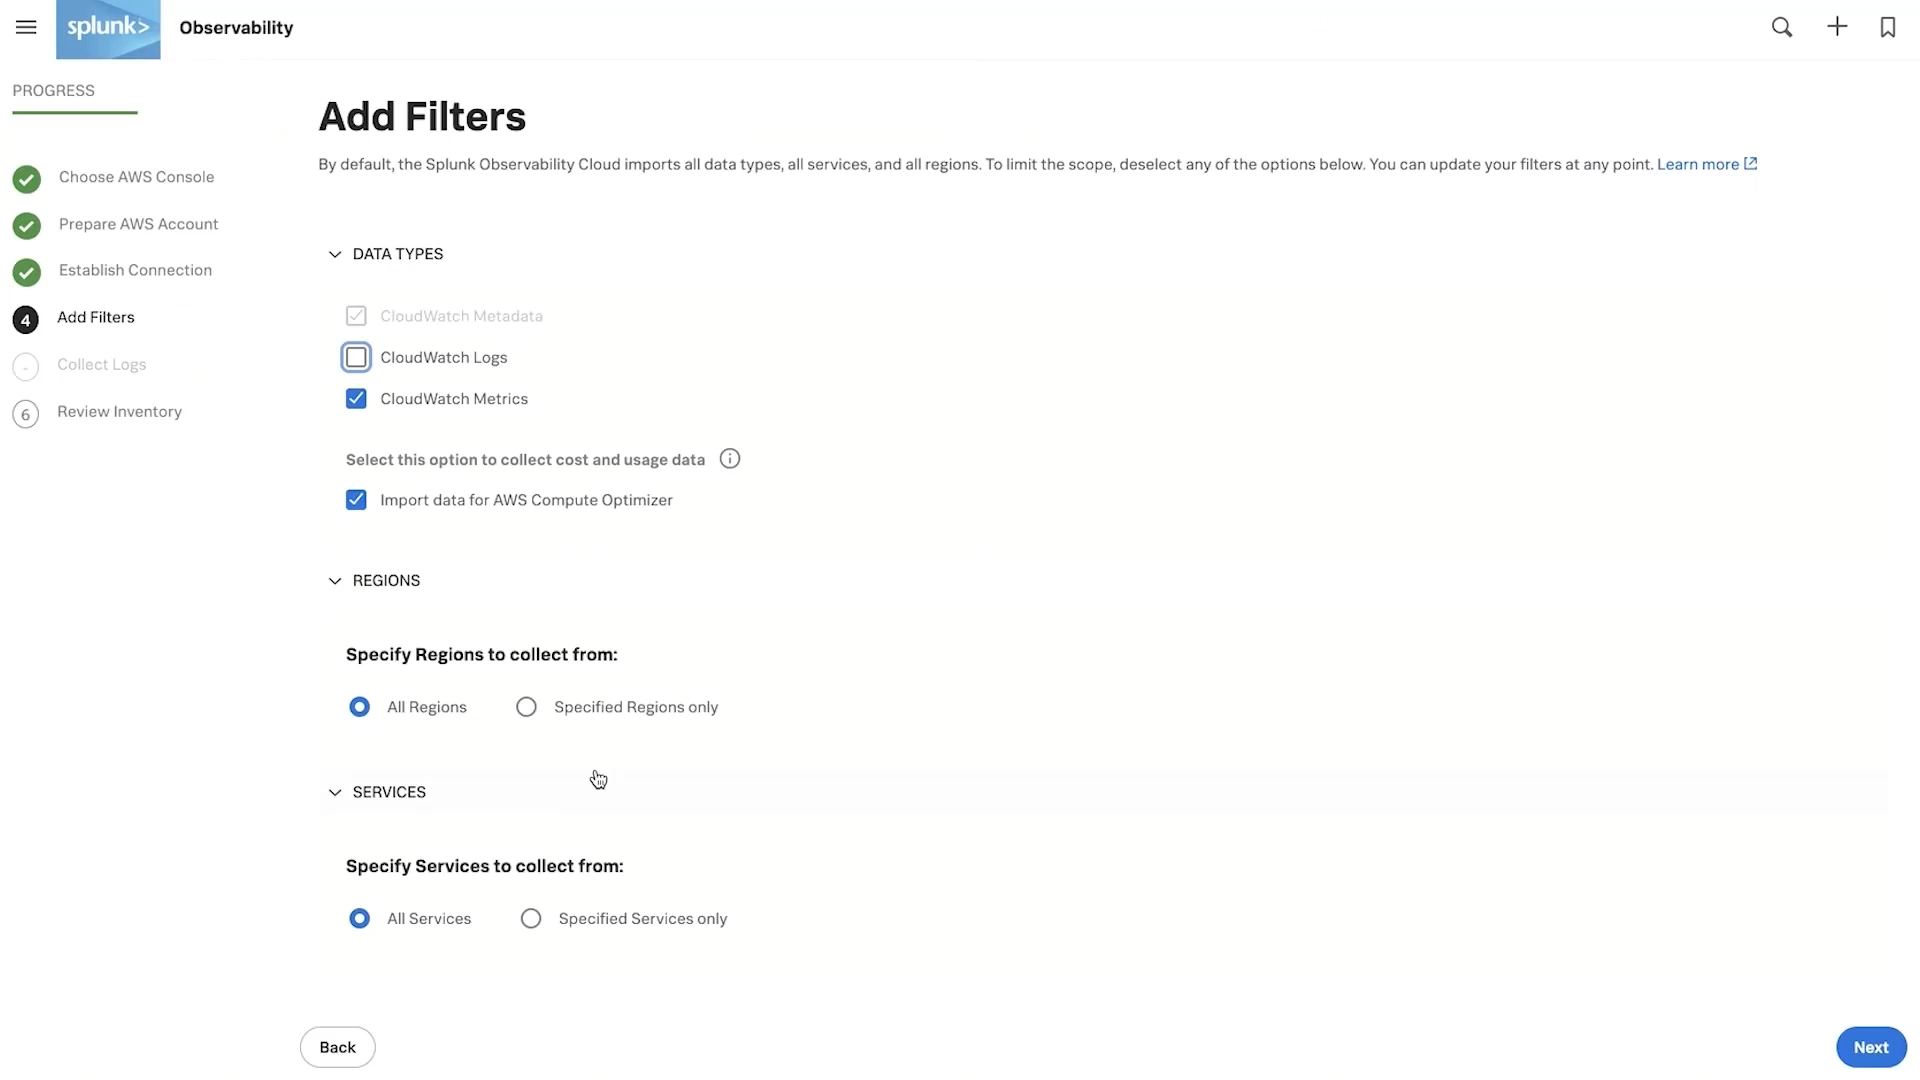 splunk>
Observability
PROGRESS
Choose AWS Console
Prepare AWS Account
Establish Connection
4
Add Filters
-
Collect Logs
6
Review Inventory
Add Filters
By default, the Splunk Observability Cloud imports all data types, all services, and all regions. To limit the scope, deselect any of the options below. You can update your filters at any point. Learn more
DATA TYPES
CloudWatch Metadata
CloudWatch Logs
CloudWatch Metrics
Select this option to collect cost and usage data
Import data for AWS Compute Optimizer
REGIONS
Specify Regions to collect from:
All Regions
Specified Regions only
SERVICES
Specify Services to collect from:
All Services
Specified Services only
Back
Next